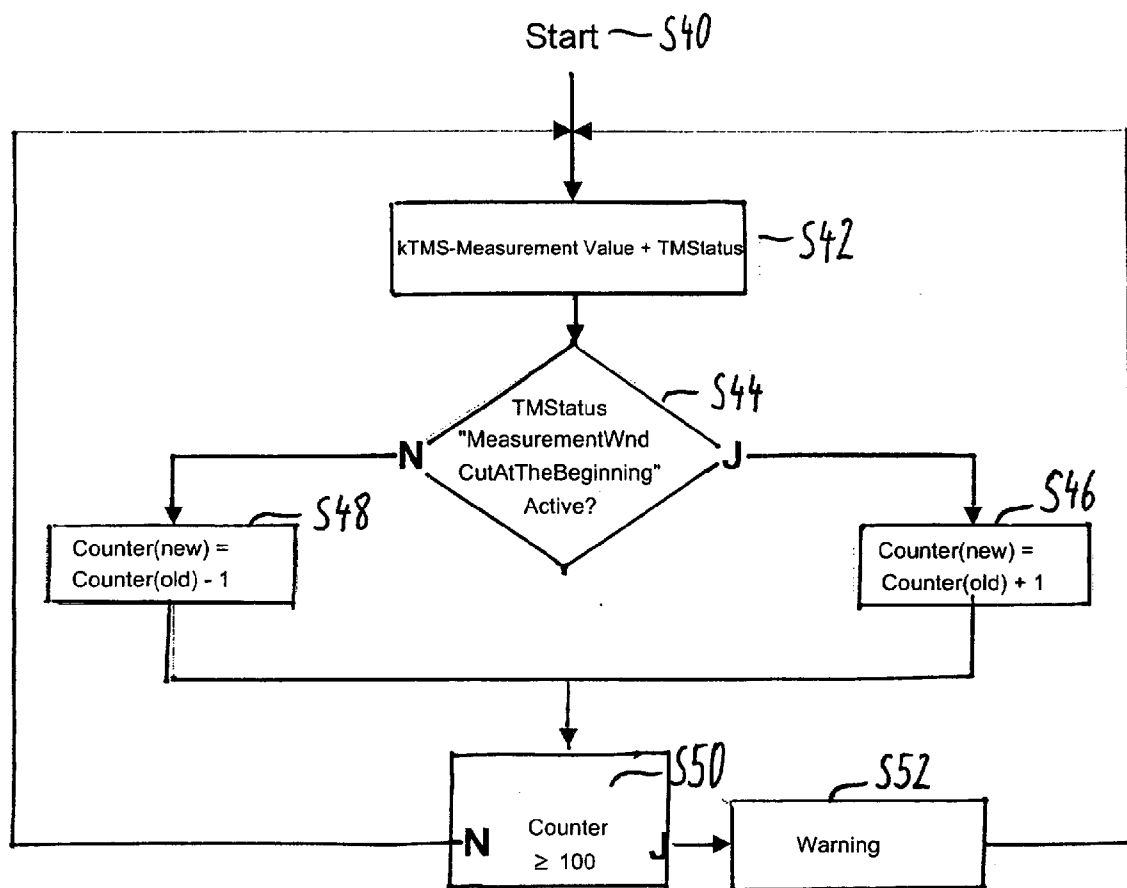 Start S40
kTMS-Measurement Value + TMStatus S42
S44
TMStatus
"MeasurementWnd
CutAtTheBeginning"
Active?
N
J
S48
Counter(new) =
Counter(old) - 1
S46
Counter(new) =
Counter(old) + 1
S50
Counter
≥ 100
N
J
S52
Warning